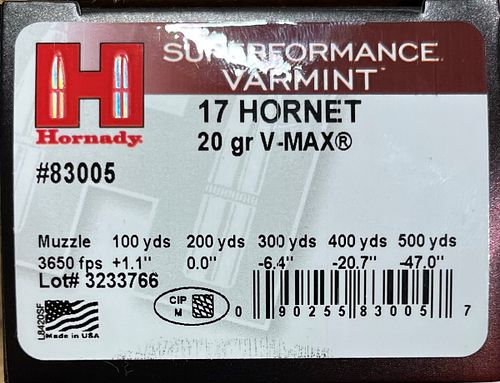 SUPERFORMANCE
VARMINT™
H
Hornady.
17 HORNET
20 gr V-MAX®
#83005
Muzzle 100 yds 200 yds 300 yds 400 yds 500 yds
3650 fps +1.1" 0.0" -6.4" -20.7" -47.0"
Lot# 3233766
CIP
M
L8420SF
Made in USA
0 90255 83005 7